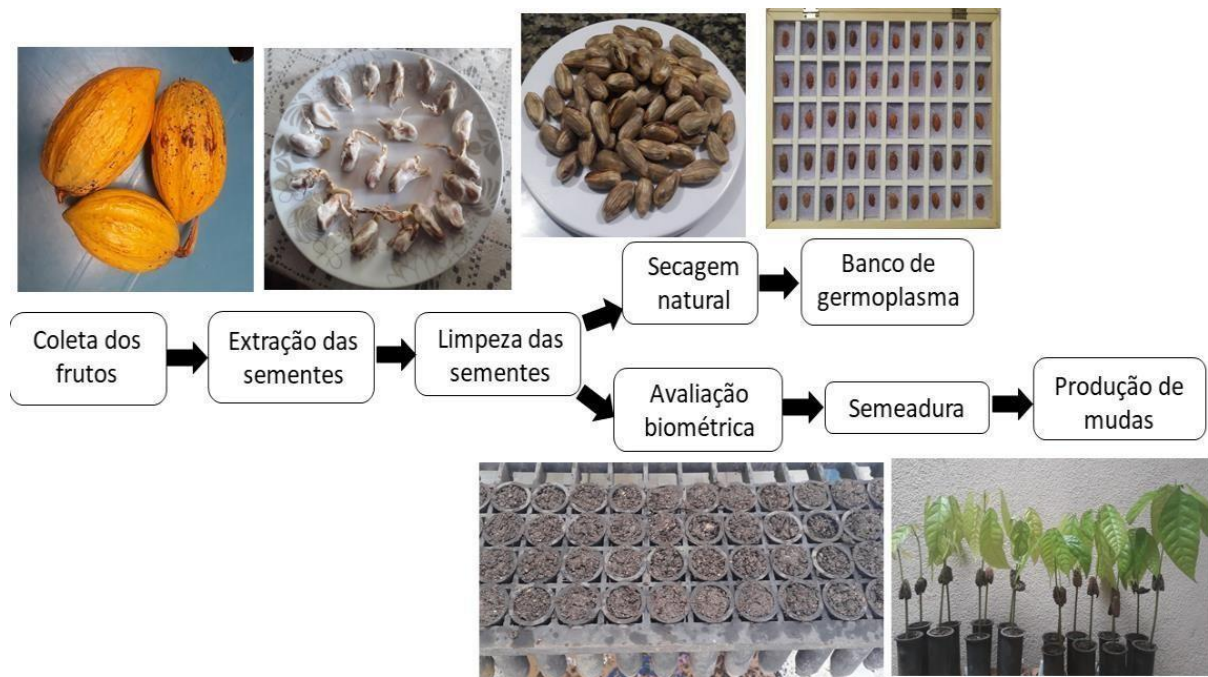 Coleta dos
frutos
Extração das
sementes
Limpeza das
sementes
Secagem
natural
Banco de
germoplasma
Avaliação
biométrica
Semeadura
Produção de
mudas